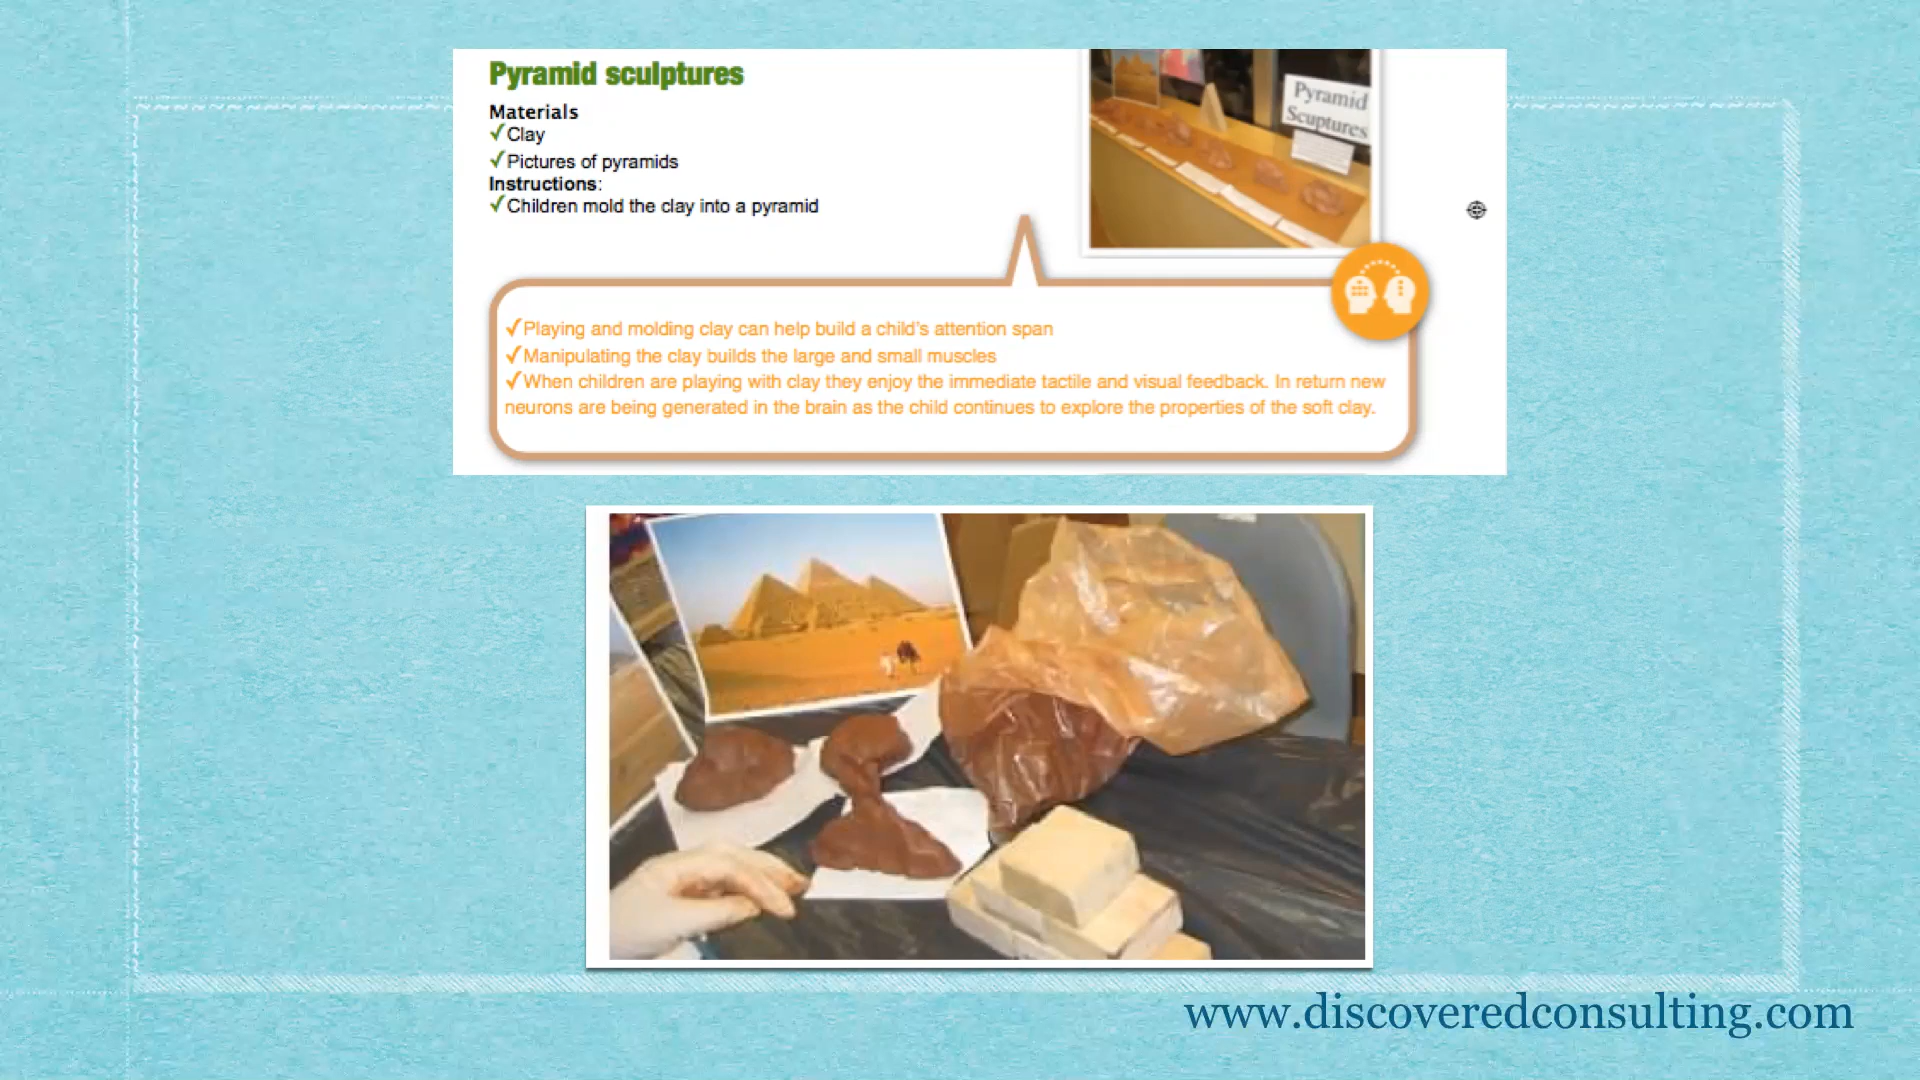 Pyramid sculptures
Materials
✓Clay
✓Pictures of pyramids
Instructions:
✓Children mold the clay into a pyramid
Pyramid
Scuptures
✓Playing and molding clay can help build a child's attention span
✓Manipulating the clay builds the large and small muscles
✓When children are playing with clay they enjoy the immediate tactile and visual feedback. In return new
neurons are being generated in the brain as the child continues to explore the properties of the soft clay.
www.discoveredconsulting.com